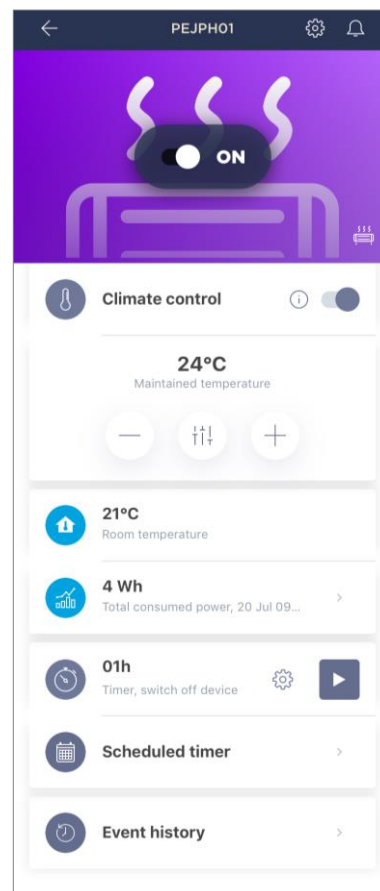 PEJPH01
ON
Climate control
24°C
Maintained temperature
21°C
Room temperature
4 Wh
Total consumed power, 20 Jul 09...
01h
Timer, switch off device
Scheduled timer
Event history